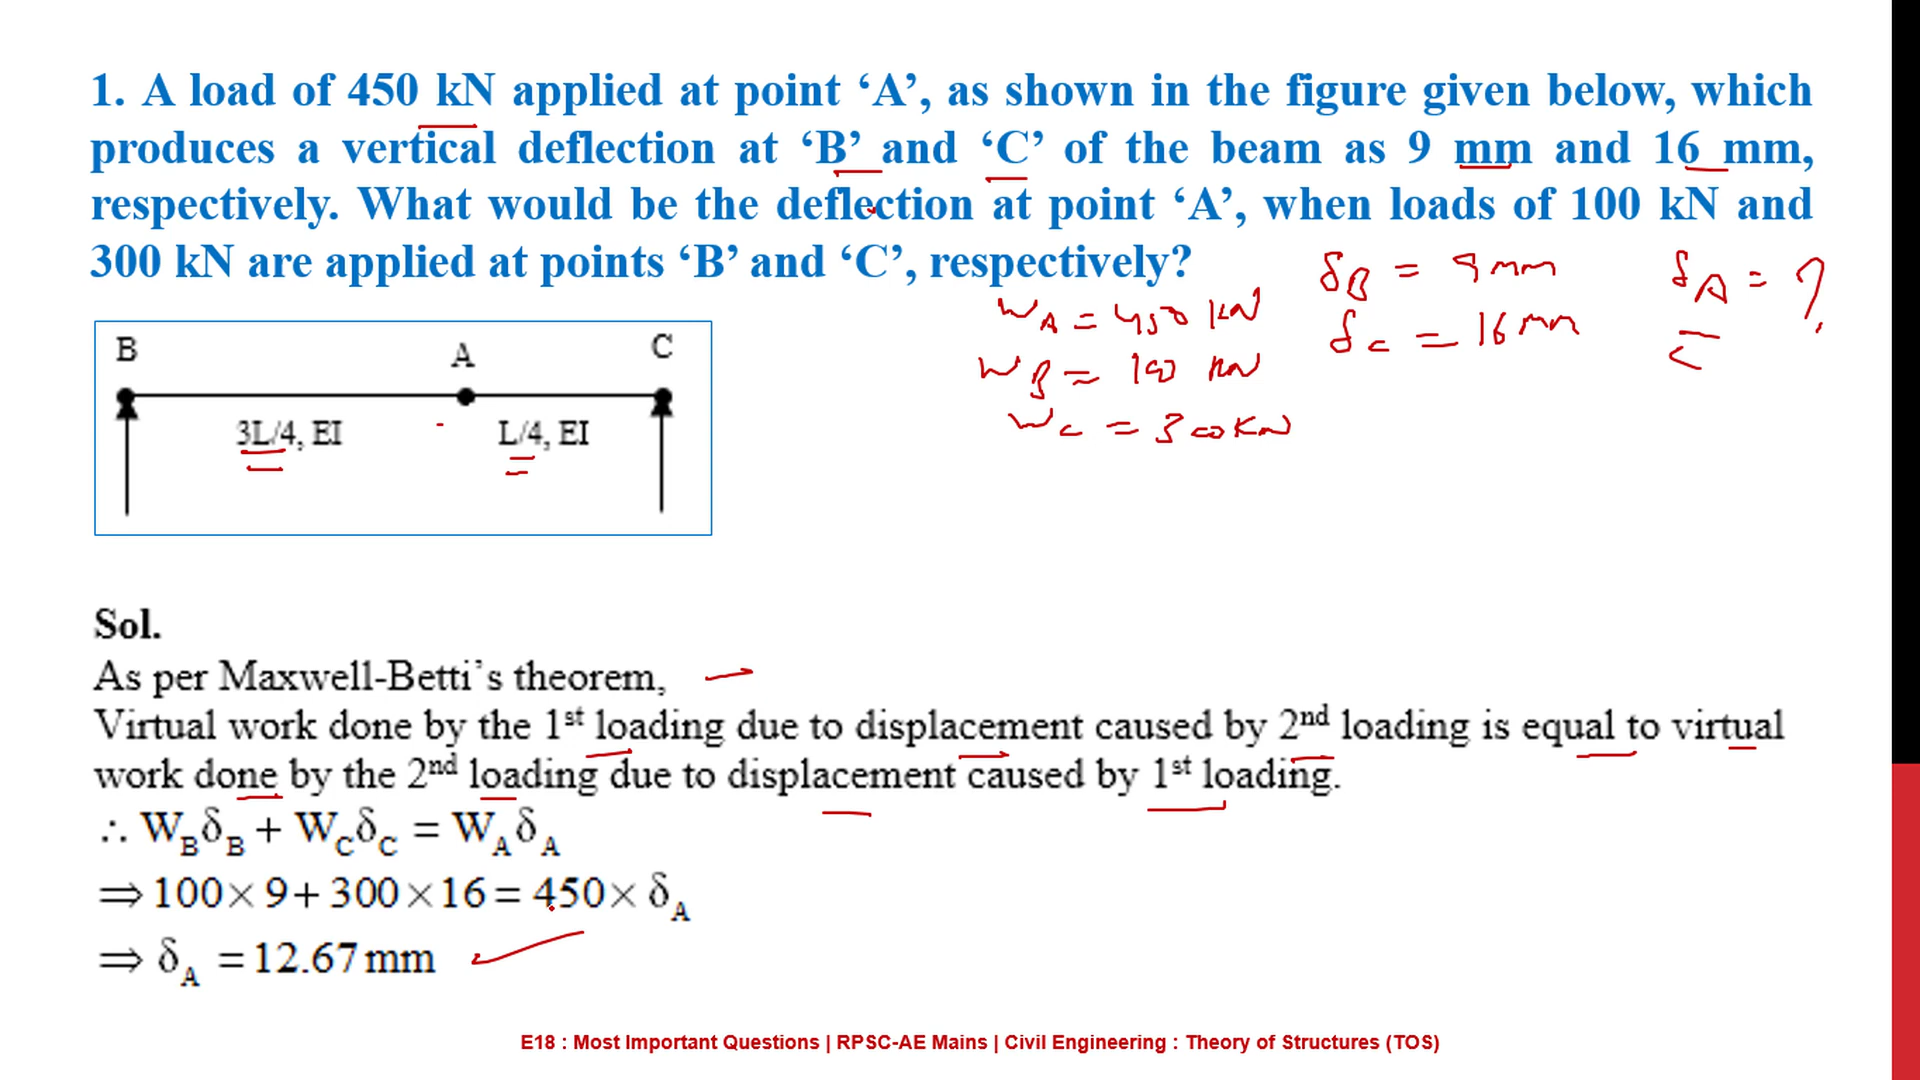 1. A load of 450 kN applied at point ‘A’, as shown in the figure given below, which
produces a vertical deflection at ‘B’ and ‘C’ of the beam as 9 mm and 16 mm,
respectively. What would be the deflection at point ‘A’, when loads of 100 kN and
300 kN are applied at points ‘B’ and ‘C’, respectively?
δB = 9mm
δA = ?
WA = 450 kN
δC = 16mm
WB = 100 kN
WC = 300KN
B
A
C
3L/4, EI
L/4, EI
Sol.
As per Maxwell-Betti’s theorem,
Virtual work done by the 1st loading due to displacement caused by 2nd loading is equal to virtual
work done by the 2nd loading due to displacement caused by 1st loading.
∴ WBδB + WCδC = WAδA
⇒ 100 × 9 + 300 × 16 = 450 × δA
⇒ δA = 12.67 mm
E18 : Most Important Questions | RPSC-AE Mains | Civil Engineering : Theory of Structures (TOS)